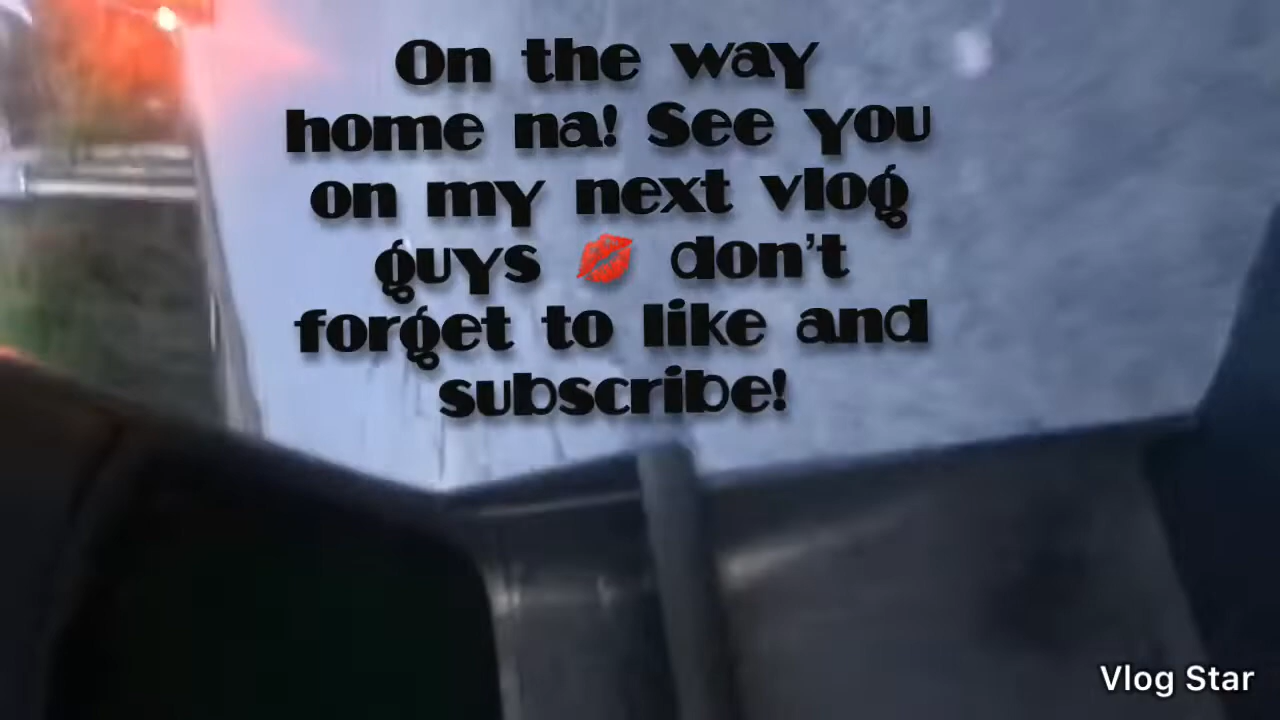 On the way
home na! See you
on my next vlog
guys 💋 don't
forget to like and
subscribe!
Vlog Star